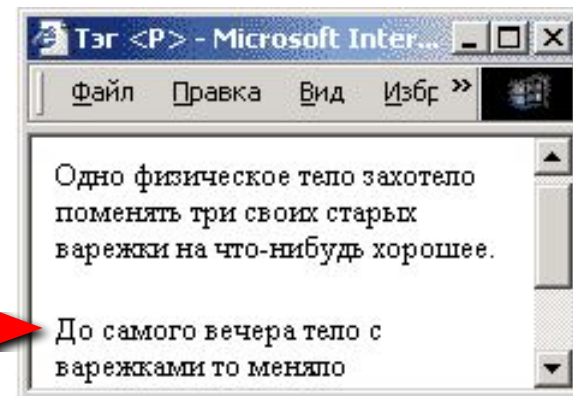 Тэг <P> - Microsoft Inter...
Файл Правка Вид Избр »
Одно физическое тело захотело
поменять три своих старых
варежки на что-нибудь хорошее.
До самого вечера тело с
варежками то меняло